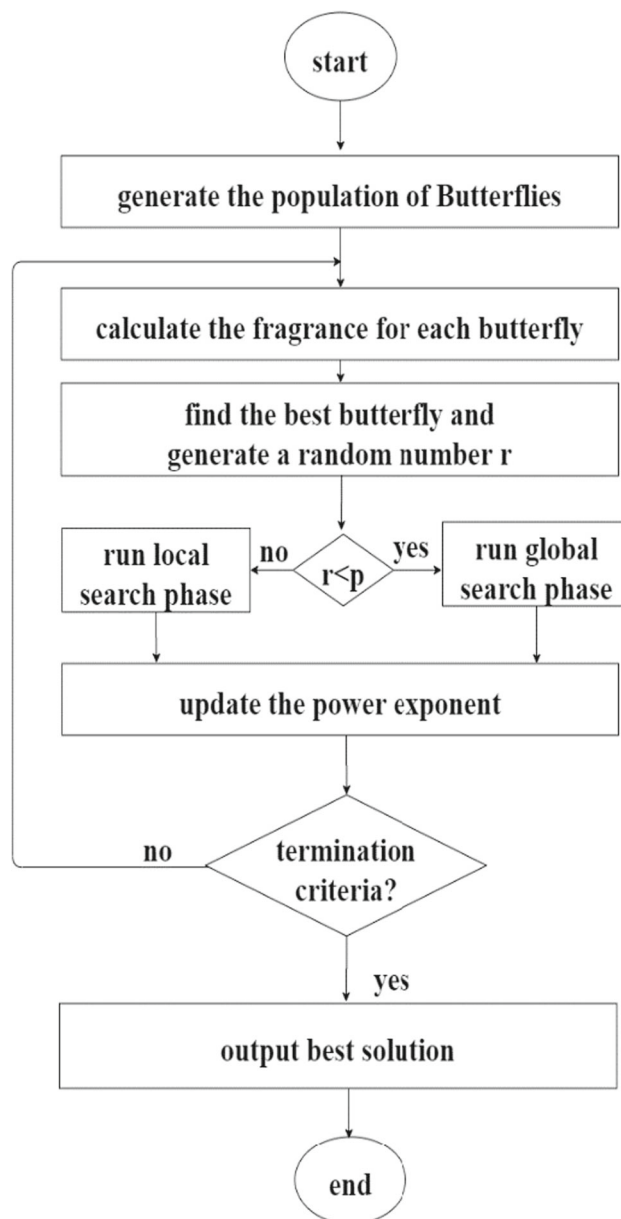 start
generate the population of Butterflies
calculate the fragrance for each butterfly
find the best butterfly and
generate a random number r
run local
search phase
no
r<p
yes
run global
search phase
update the power exponent
no
termination
criteria?
yes
output best solution
end